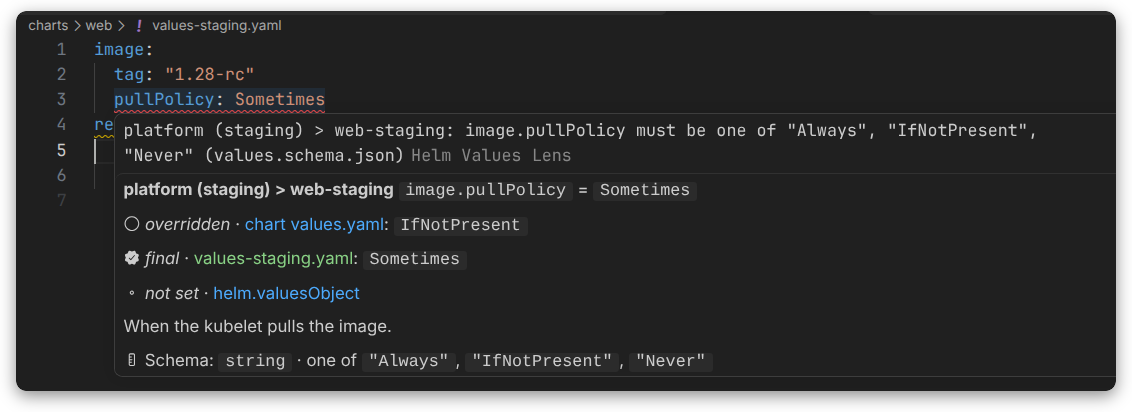 charts > web > ! values-staging.yaml
1 image:
2 tag: "1.28-rc"
3 pullPolicy: Sometimes
4 re
platform (staging) > web-staging: image.pullPolicy must be one of "Always", "IfNotPresent",
5 "Never" (values.schema.json) Helm Values Lens
6
platform (staging) > web-staging image.pullPolicy = Sometimes
7
overridden · chart values.yaml: IfNotPresent
final · values-staging.yaml: Sometimes
not set · helm.valuesObject
When the kubelet pulls the image.
Schema: string · one of "Always", "IfNotPresent", "Never"